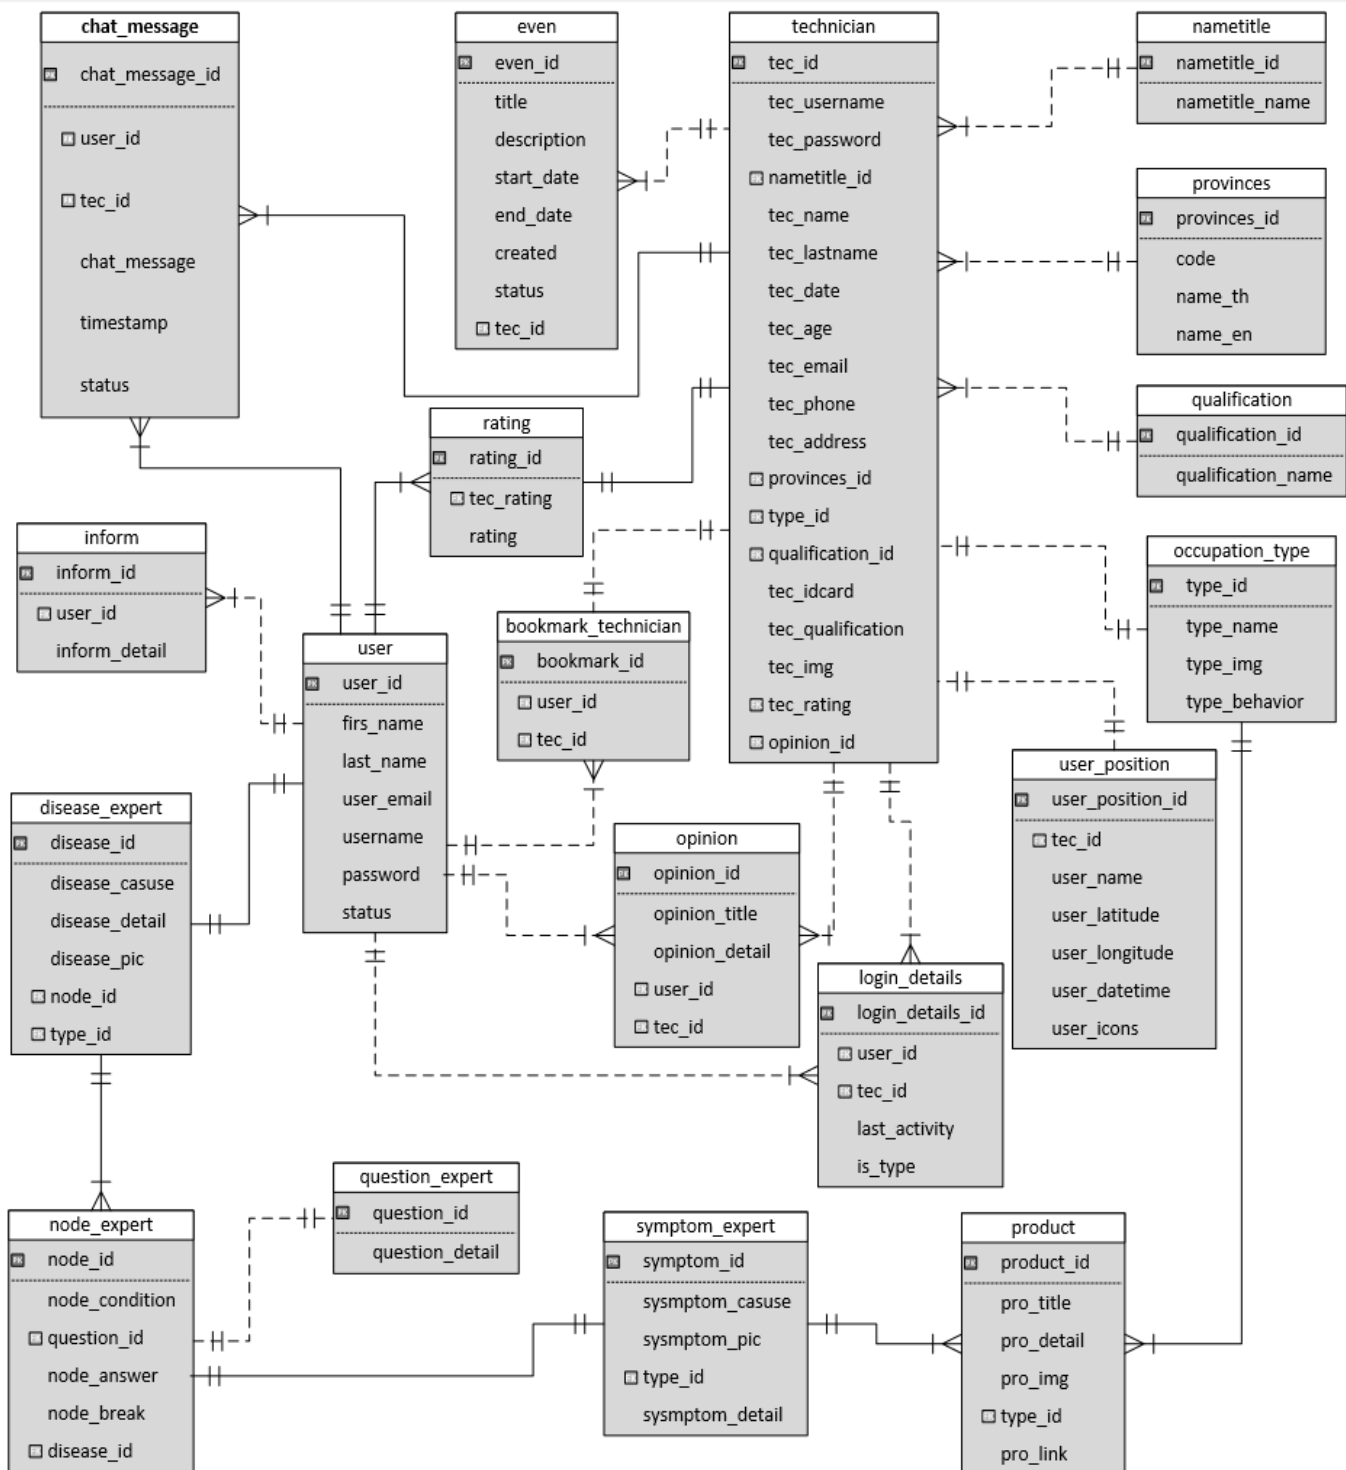 chat_message
chat_message_id
user_id
tec_id
chat_message
timestamp
status
even
even_id
title
description
start_date
end_date
created
status
tec_id
technician
tec_id
tec_username
tec_password
nametitle_id
tec_name
tec_lastname
tec_date
tec_age
tec_email
tec_phone
tec_address
provinces_id
type_id
qualification_id
tec_idcard
tec_qualification
tec_img
tec_rating
opinion_id
nametitle
nametitle_id
nametitle_name
provinces
provinces_id
code
name_th
name_en
qualification
qualification_id
qualification_name
rating
rating_id
tec_rating
rating
inform
inform_id
user_id
inform_detail
occupation_type
type_id
type_name
type_img
type_behavior
user
user_id
firs_name
last_name
user_email
username
password
status
bookmark_technician
bookmark_id
user_id
tec_id
user_position
user_position_id
tec_id
user_name
user_latitude
user_longitude
user_datetime
user_icons
disease_expert
disease_id
disease_casuse
disease_detail
disease_pic
node_id
type_id
opinion
opinion_id
opinion_title
opinion_detail
user_id
tec_id
login_details
login_details_id
user_id
tec_id
last_activity
is_type
question_expert
question_id
question_detail
node_expert
node_id
node_condition
question_id
node_answer
node_break
disease_id
symptom_expert
symptom_id
sysmptom_casuse
sysmptom_pic
type_id
sysmptom_detail
product
product_id
pro_title
pro_detail
pro_img
type_id
pro_link